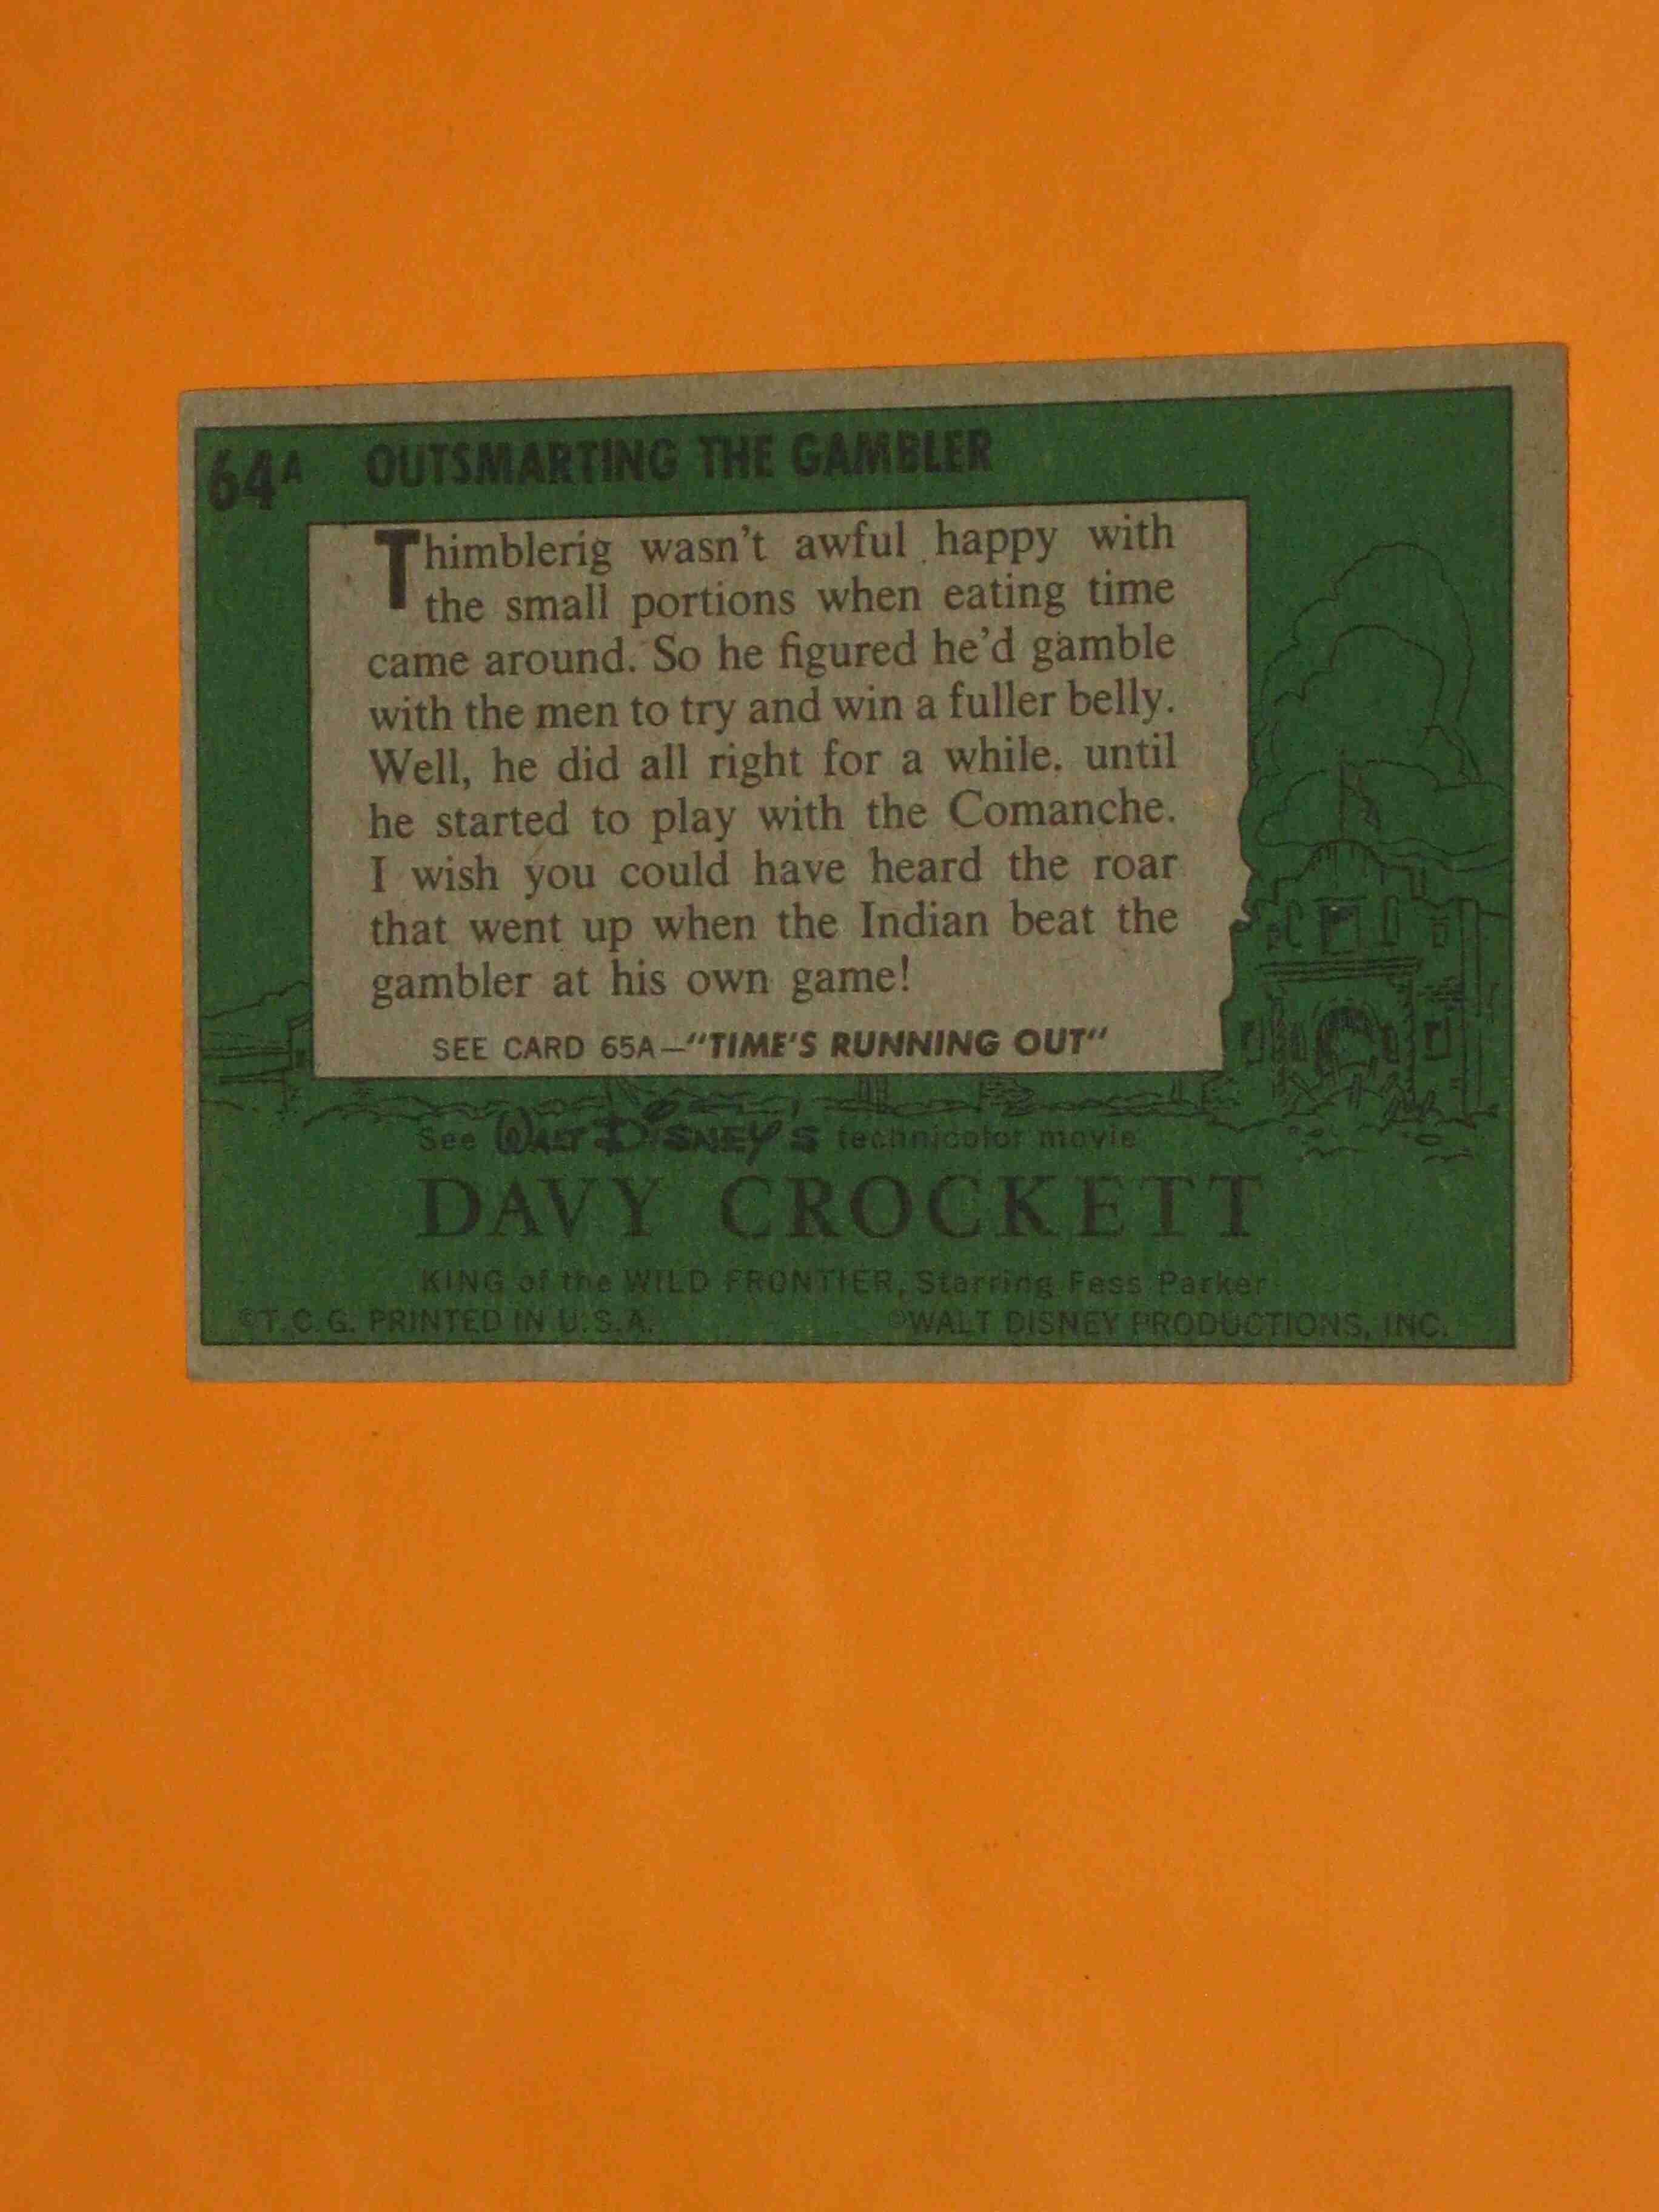 64A OUTSMARTING THE GAMBLER
Thimblerig wasn't awful happy with
the small portions when eating time
came around. So he figured he'd gamble
with the men to try and win a fuller belly.
Well, he did all right for a while. until
he started to play with the Comanche.
I wish you could have heard the roar
that went up when the Indian beat the
gambler at his own game!
SEE CARD 65A—"TIME'S RUNNING OUT"
See WALT DISNEY'S technicolor movie
DAVY CROCKETT
KING of the WILD FRONTIER, Starring Fess Parker
©T.C.G. PRINTED IN U.S.A. ©WALT DISNEY PRODUCTIONS, INC.